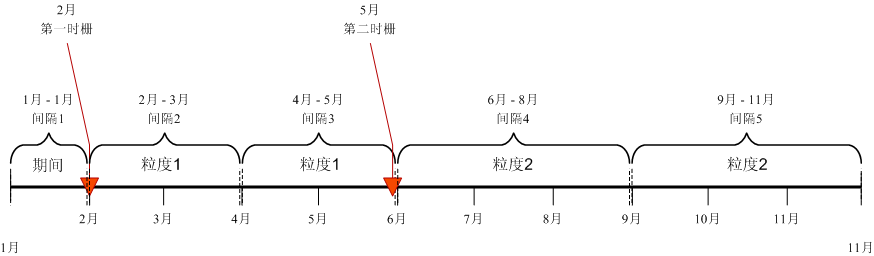 2月
第一时栅
5月
第二时栅
1月 - 1月
间隔1
2月 - 3月
间隔2
4月 - 5月
间隔3
6月 - 8月
间隔4
9月 - 11月
间隔5
期间
粒度1
粒度1
粒度2
粒度2
2月
3月
4月
5月
6月
7月
8月
9月
10月
11月
1月
11月